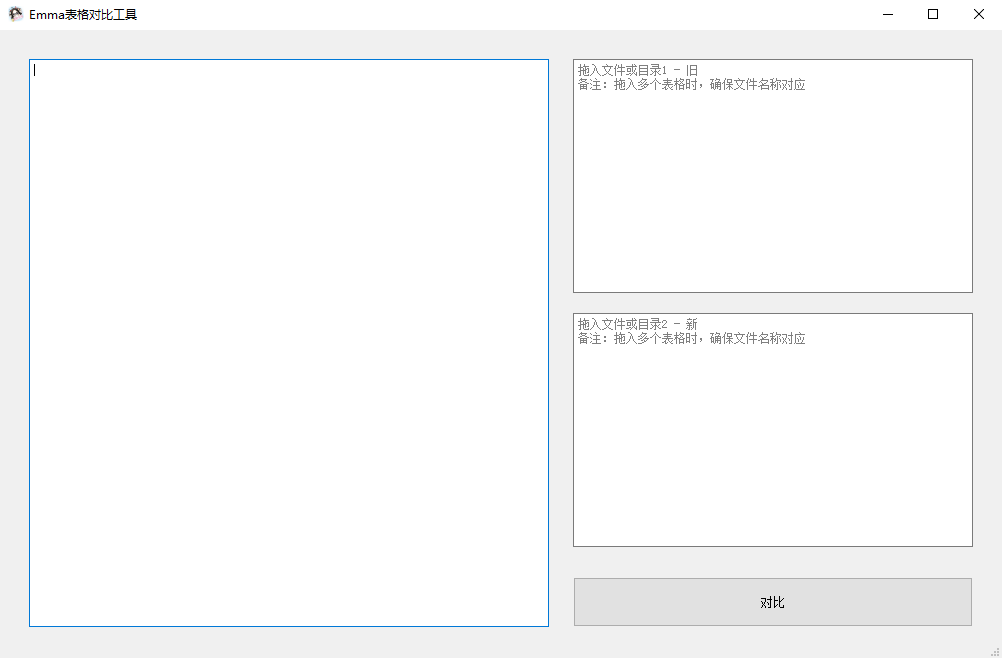 Emma表格对比工具
拖入文件或目录1 - 旧
备注：拖入多个表格时，确保文件名称对应
拖入文件或目录2 - 新
备注：拖入多个表格时，确保文件名称对应
对比